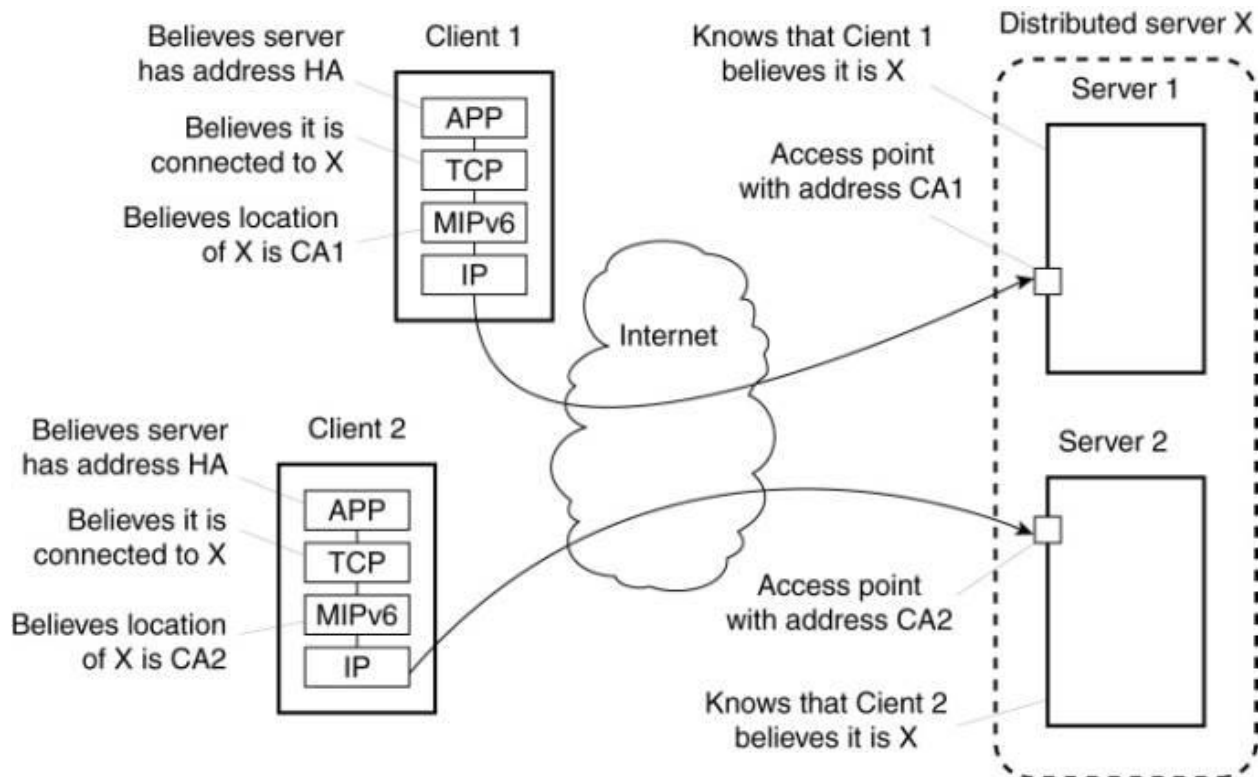 Distributed server X
Believes server
has address HA
Client 1
Knows that Cient 1
believes it is X
Server 1
APP
Believes it is
connected to X
TCP
Access point
with address CA1
Believes location
of X is CA1
MIPv6
IP
Internet
Believes server
has address HA
Client 2
Server 2
APP
Believes it is
connected to X
TCP
Access point
with address CA2
Believes location
of X is CA2
MIPv6
IP
Knows that Cient 2
believes it is X